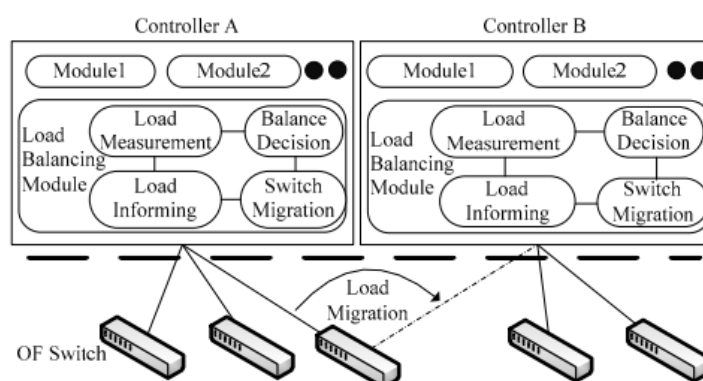 Controller A
Controller B
Module1
Module2
Module1
Module2
Load
Balancing
Module
Load
Measurement
Balance
Decision
Load
Informing
Switch
Migration
Load
Balancing
Module
Load
Measurement
Balance
Decision
Load
Informing
Switch
Migration
Load
Migration
OF Switch